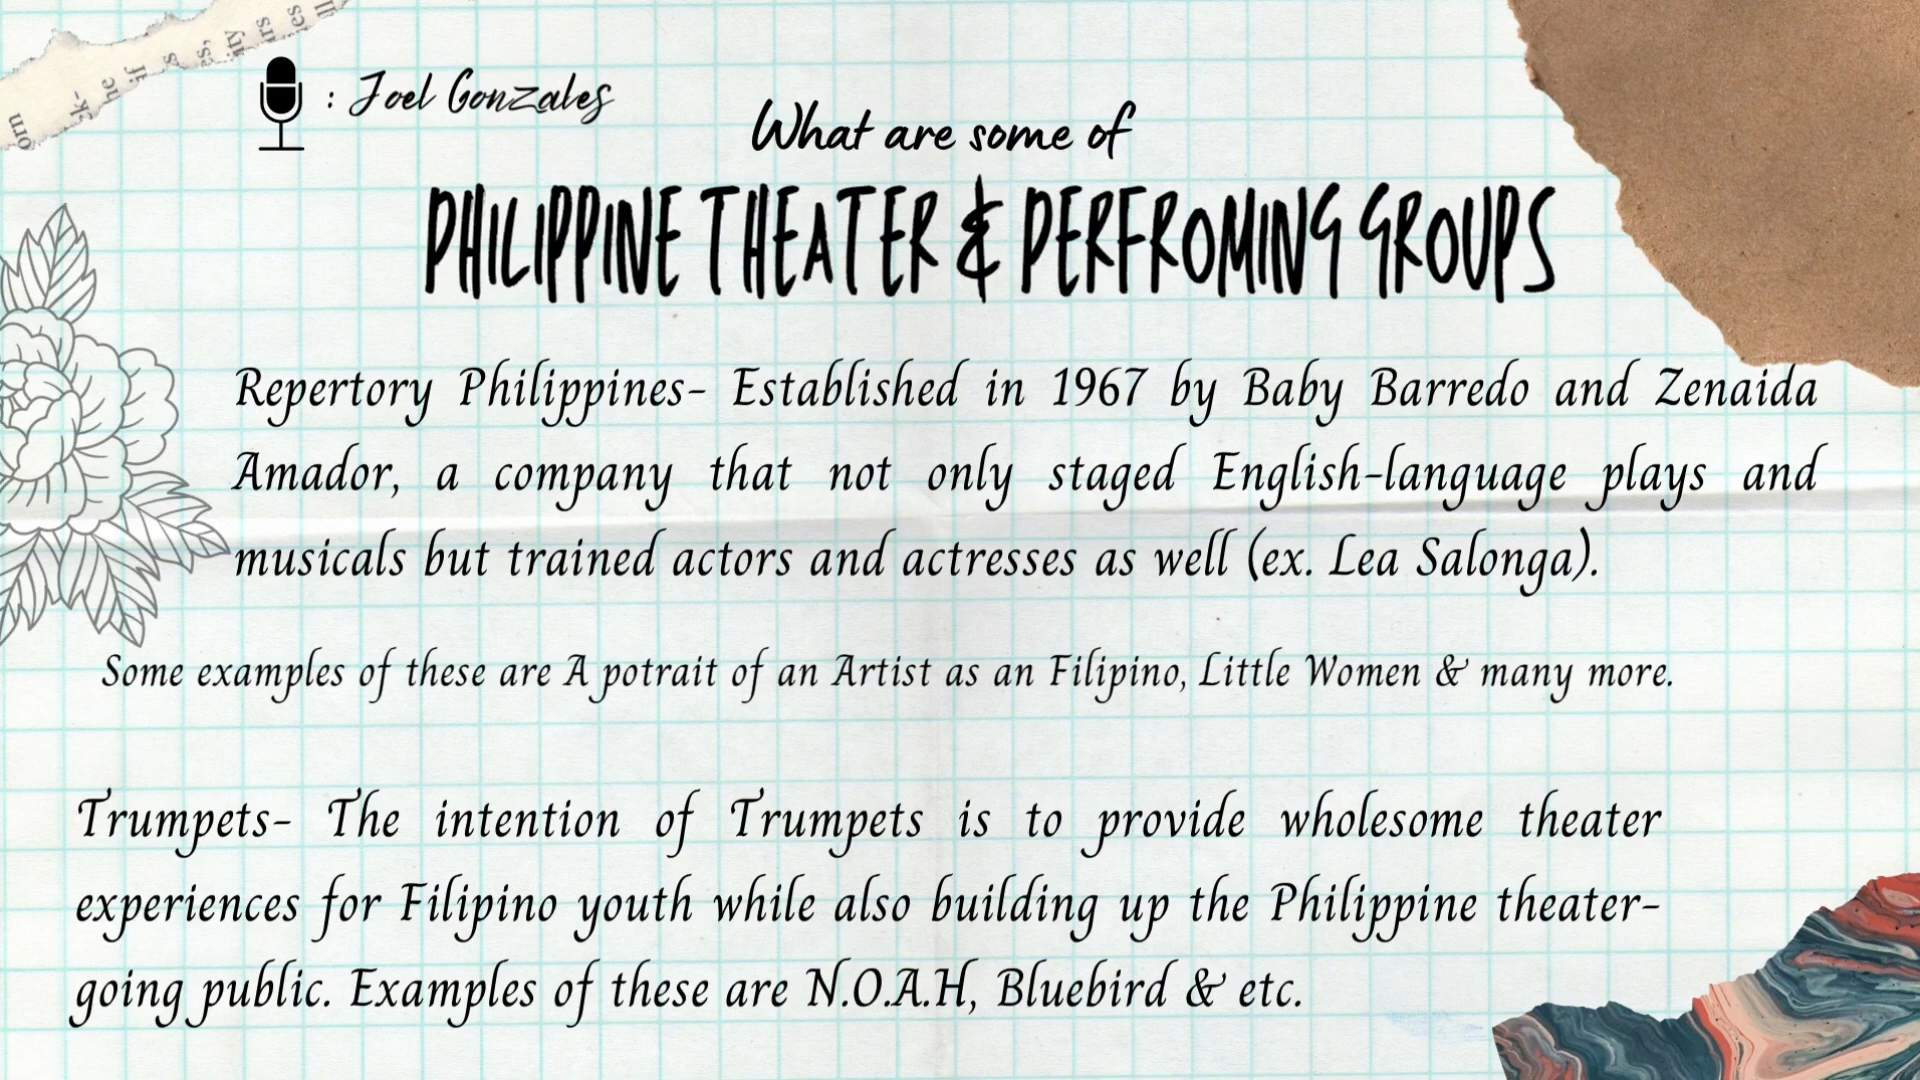 : Joel Gonzales
What are some of
PHILIPPINE THEATER & PERFROMING GROUPS
Repertory Philippines- Established in 1967 by Baby Barredo and Zenaida
Amador, a company that not only staged English-language plays and
musicals but trained actors and actresses as well (ex. Lea Salonga).
Some examples of these are A potrait of an Artist as an Filipino, Little Women & many more.
Trumpets- The intention of Trumpets is to provide wholesome theater
experiences for Filipino youth while also building up the Philippine theater-
going public. Examples of these are N.O.A.H, Bluebird & etc.